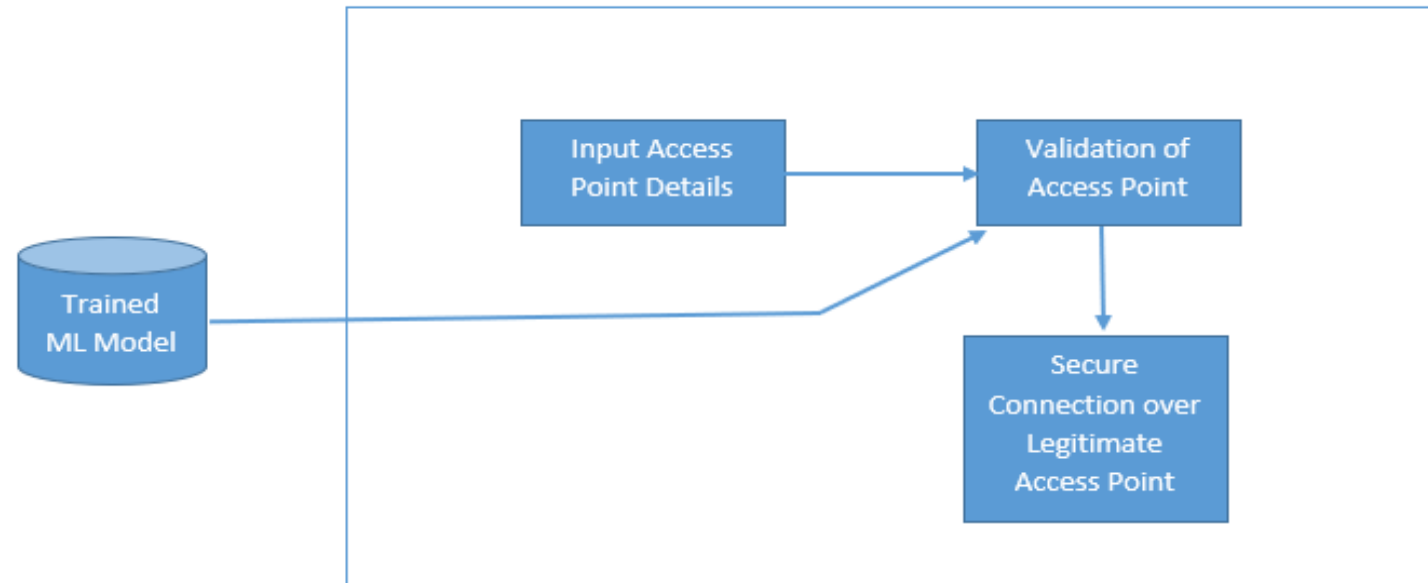 Input Access
Point Details
Validation of
Access Point
Trained
ML Model
Secure
Connection over
Legitimate
Access Point